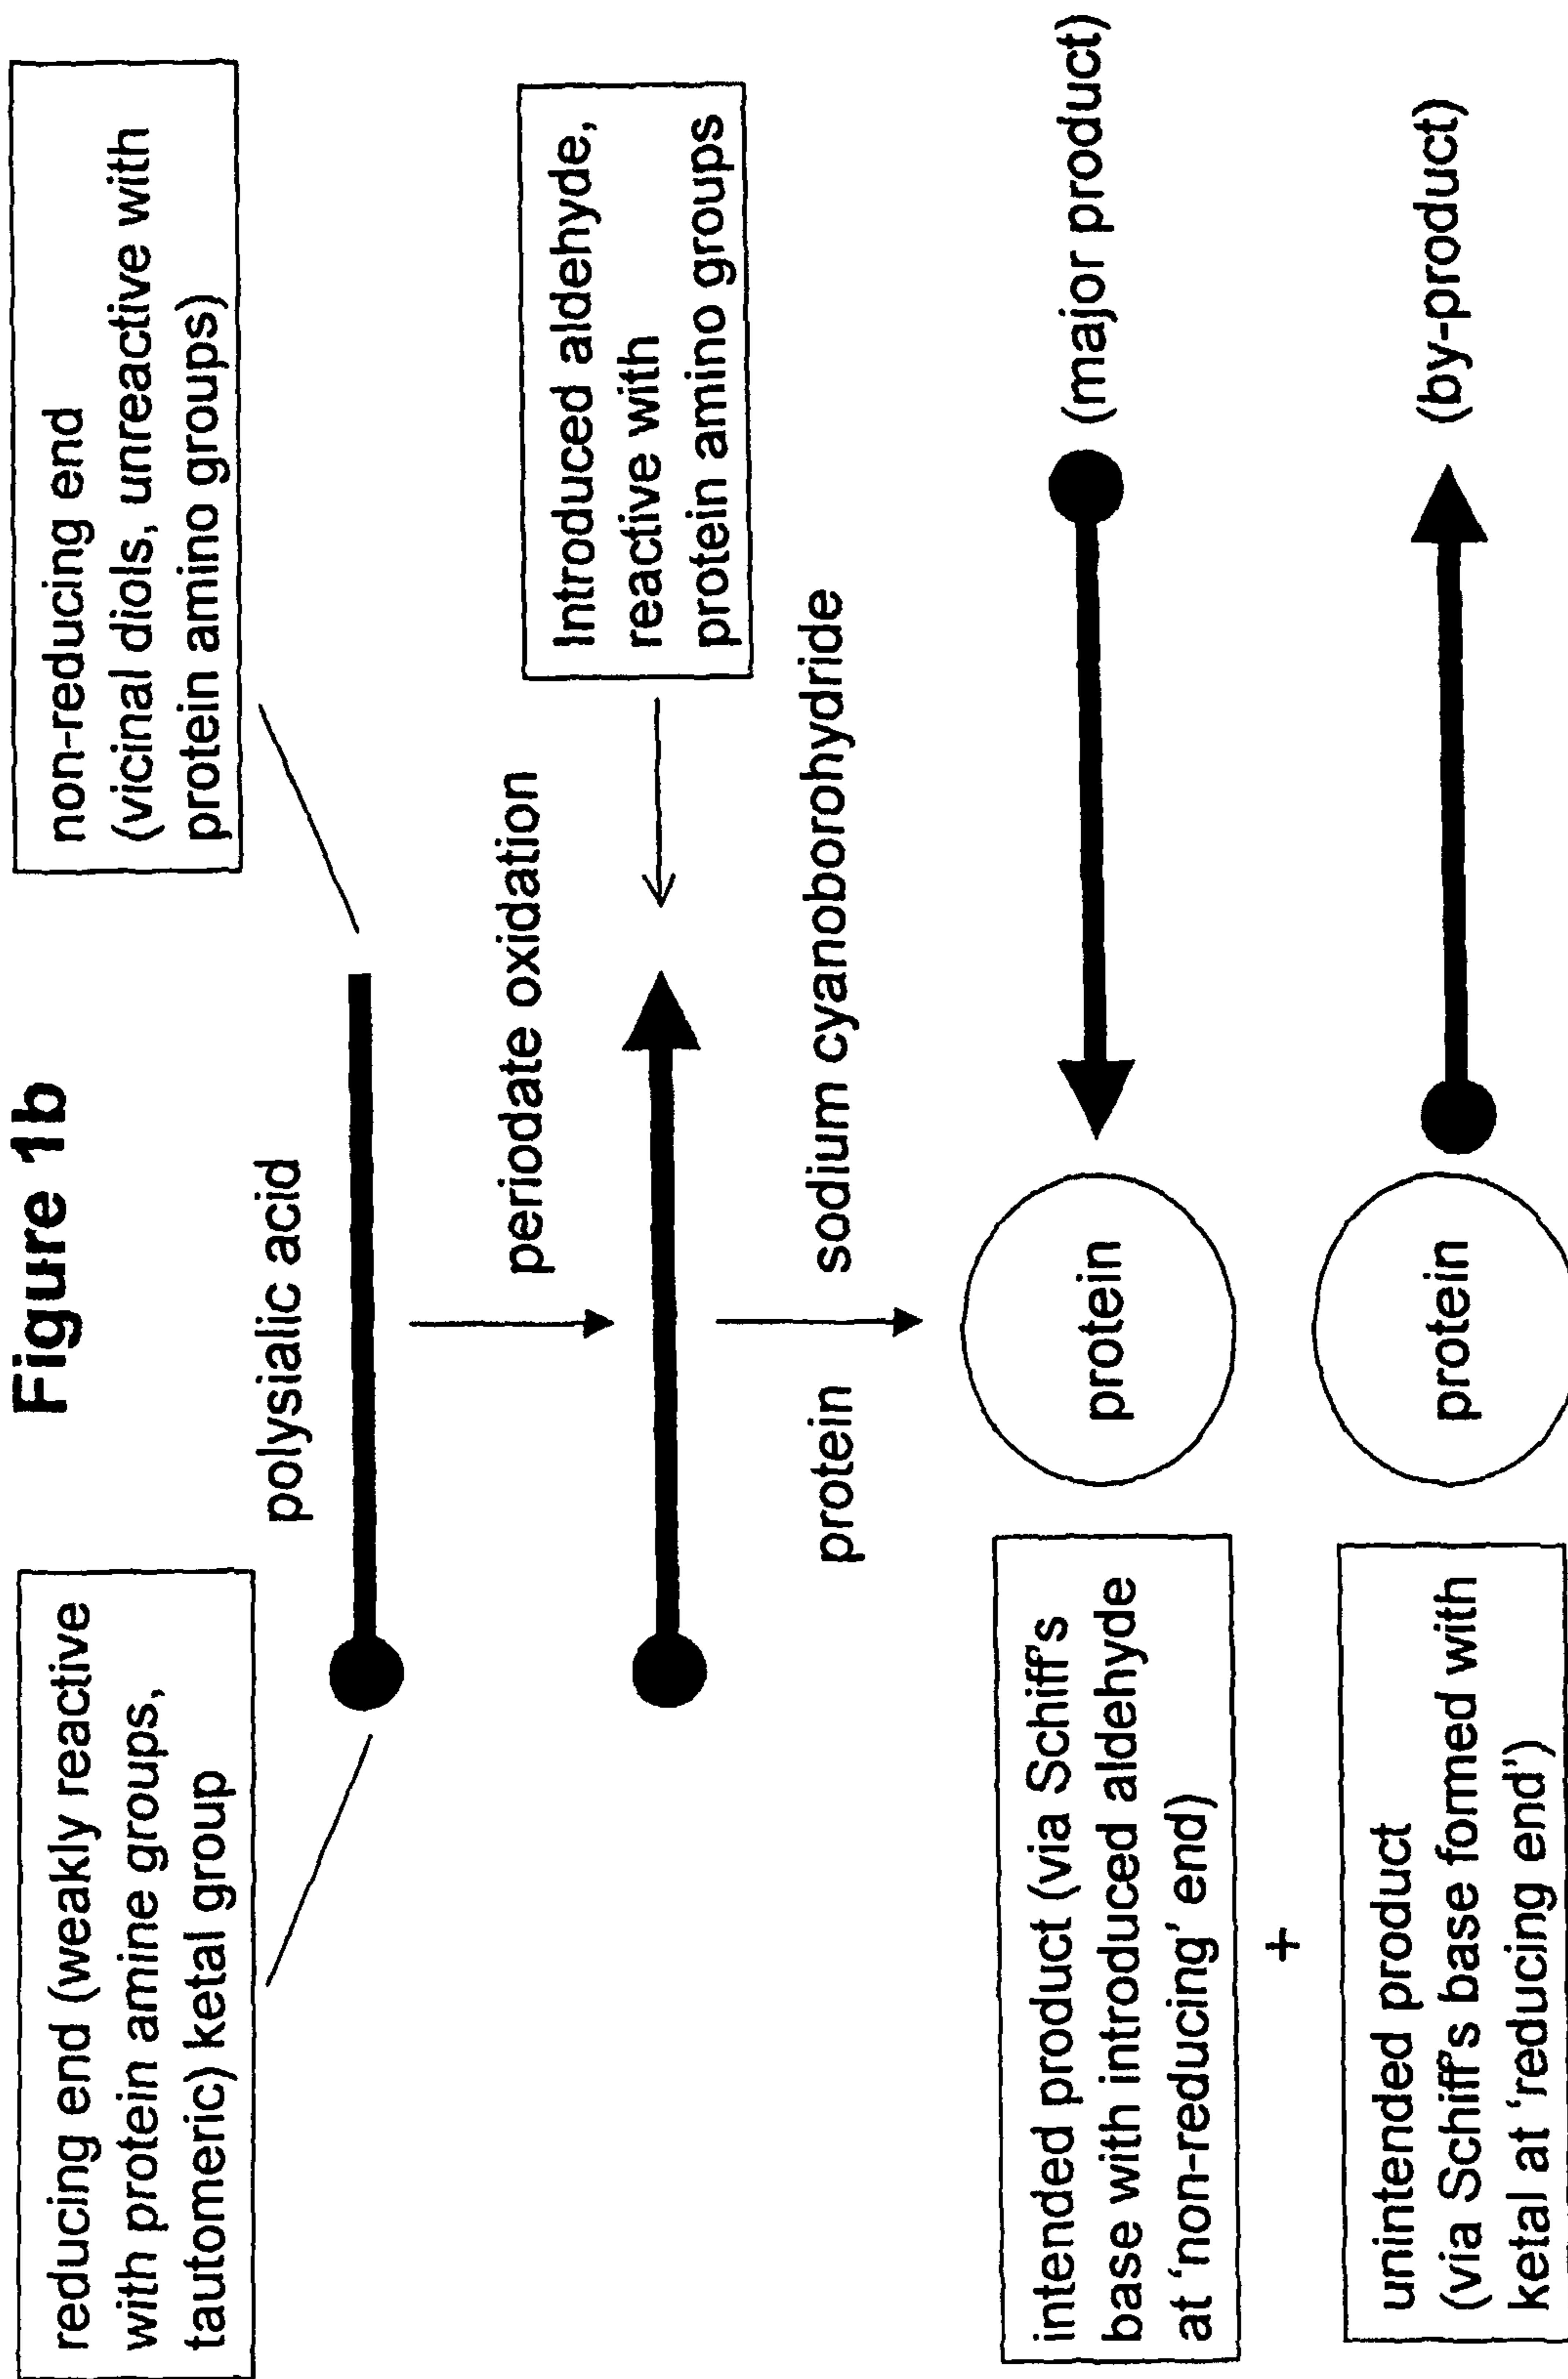 Figure 1b
reducing end (weakly reactive
with protein amine groups,
tautomeric) ketal group
polysialic acid
non-reducing end
(vicinal diols, unreactive with
protein amino groups)
periodate oxidation
Introduced aldehyde,
reactive with
protein amino groups
protein sodium cyanoborohydride
intended product (via Schiff's
base with introduced aldehyde
at 'non-reducing' end)
protein
(major product)
+
unintended product
(via Schiff's base formed with
ketal at 'reducing end')
protein
(by-product)